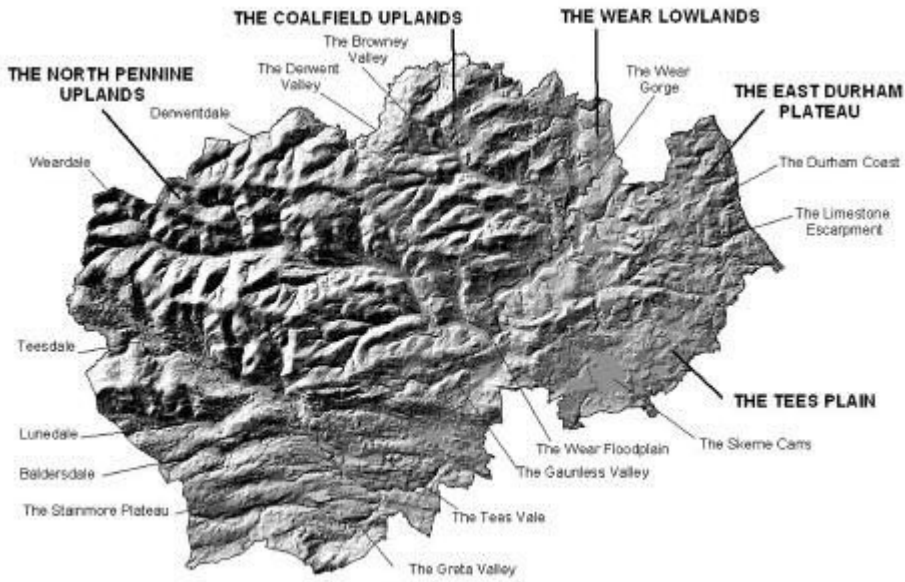 THE COALFIELD UPLANDS
THE WEAR LOWLANDS
The Browney
Valley
The Derwent
Valley
The Wear
Gorge
THE NORTH PENNINE
UPLANDS
Derwentdale
THE EAST DURHAM
PLATEAU
Weardale
The Durham Coast
The Limestone
Escarpment
Teesdale
THE TEES PLAIN
Lunedale
The Wear Floodplain
The Skerne Carrs
Baldersdale
The Gaunless Valley
The Stainmore Plateau
The Tees Vale
The Greta Valley